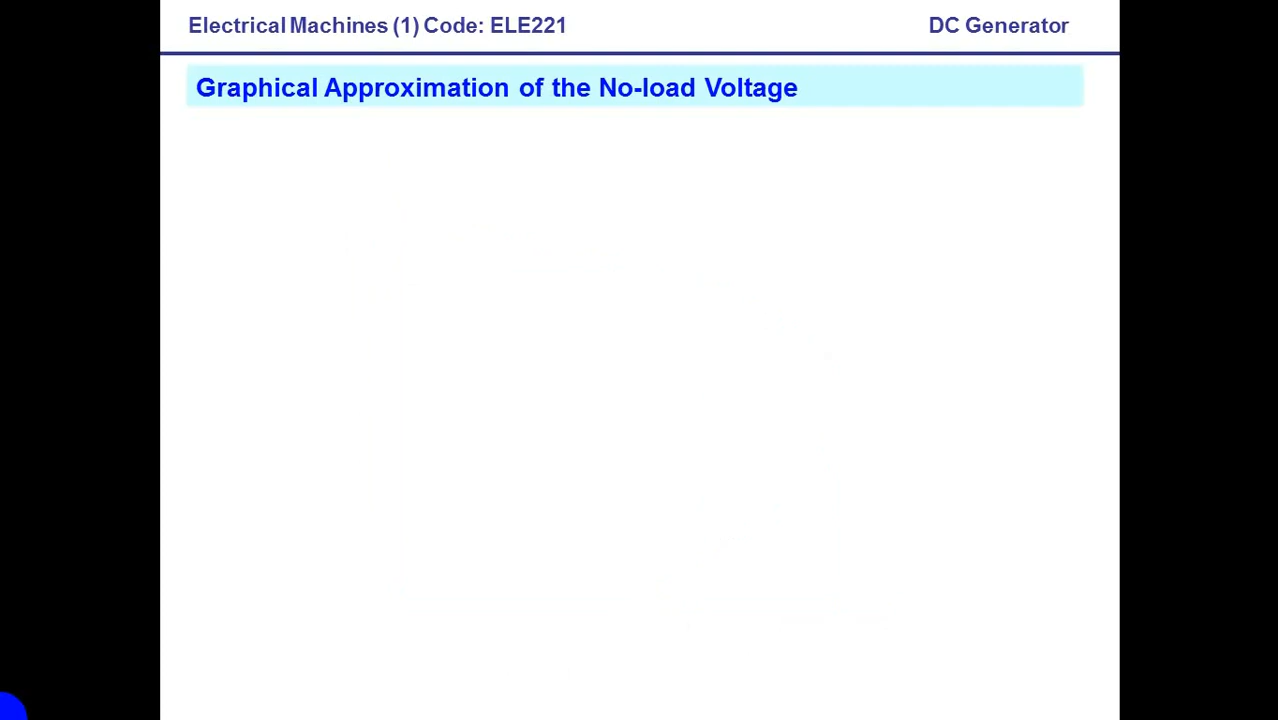 Electrical Machines (1) Code: ELE221 DC Generator
Graphical Approximation of the No-load Voltage